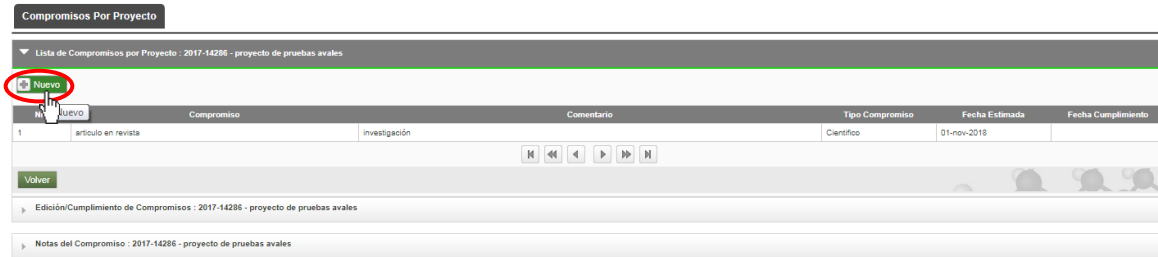 Compromisos Por Proyecto
Lista de Compromisos por Proyecto : 2017-14286 - proyecto de pruebas avales
Nuevo
Nuevo
Compromiso Comentario Tipo Compromiso Fecha Estimada Fecha Cumplimiento
1 articulo en revista investigación Científico 01-nov-2018
Volver
Edición/Cumplimiento de Compromisos : 2017-14286 - proyecto de pruebas avales
Notas del Compromiso : 2017-14286 - proyecto de pruebas avales